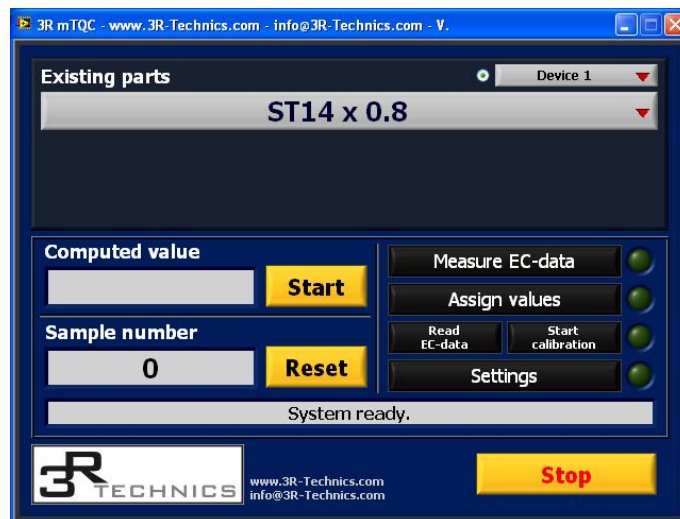 3R mTQC - www.3R-Technics.com - info@3R-Technics.com - V.
Existing parts
Device 1
ST14 x 0.8
Computed value
Start
Measure EC-data
Assign values
Sample number
0
Reset
Read
EC-data
Start
calibration
Settings
System ready.
3R TECHNICS
www.3R-Technics.com
info@3R-Technics.com
Stop